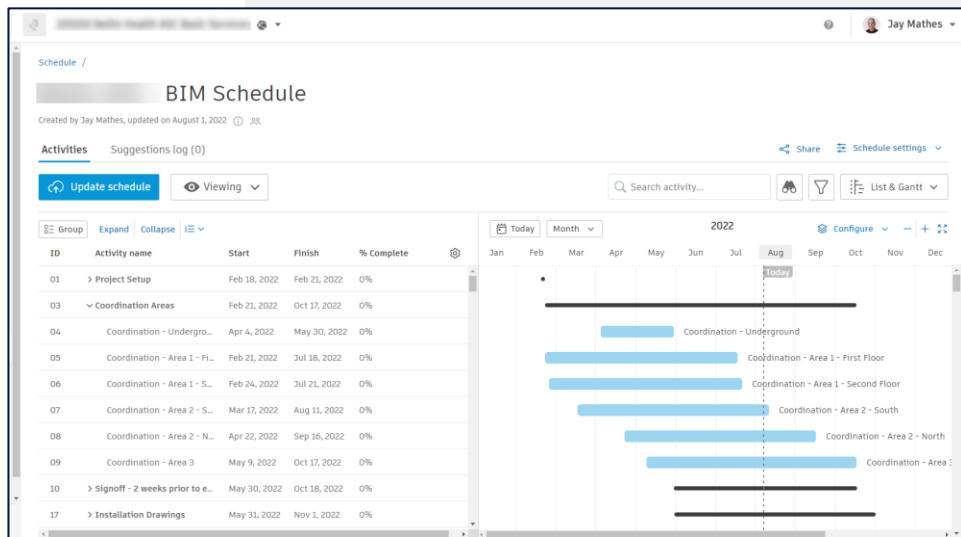 Jay Mathes
Schedule /
BIM Schedule
Created by Jay Mathes, updated on August 1, 2022
Activities Suggestions log (0) Share Schedule settings
Update schedule Viewing Search activity... List & Gantt
Group Expand Collapse Today Month 2022 Configure
ID Activity name Start Finish % Complete Jan Feb Mar Apr May Jun Jul Aug Sep Oct Nov Dec
Today
01 Project Setup Feb 18, 2022 Feb 21, 2022 0%
03 Coordination Areas Feb 21, 2022 Oct 17, 2022 0%
04 Coordination - Undergro... Apr 4, 2022 May 30, 2022 0% Coordination - Underground
05 Coordination - Area 1 - Fi... Feb 21, 2022 Jul 18, 2022 0% Coordination - Area 1 - First Floor
06 Coordination - Area 1 - S... Feb 24, 2022 Jul 21, 2022 0% Coordination - Area 1 - Second Floor
07 Coordination - Area 2 - S... Mar 17, 2022 Aug 11, 2022 0% Coordination - Area 2 - South
08 Coordination - Area 2 - N... Apr 22, 2022 Sep 16, 2022 0% Coordination - Area 2 - North
09 Coordination - Area 3 May 9, 2022 Oct 17, 2022 0% Coordination - Area 3
10 Signoff - 2 weeks prior to e... May 30, 2022 Oct 18, 2022 0%
17 Installation Drawings May 31, 2022 Nov 1, 2022 0%